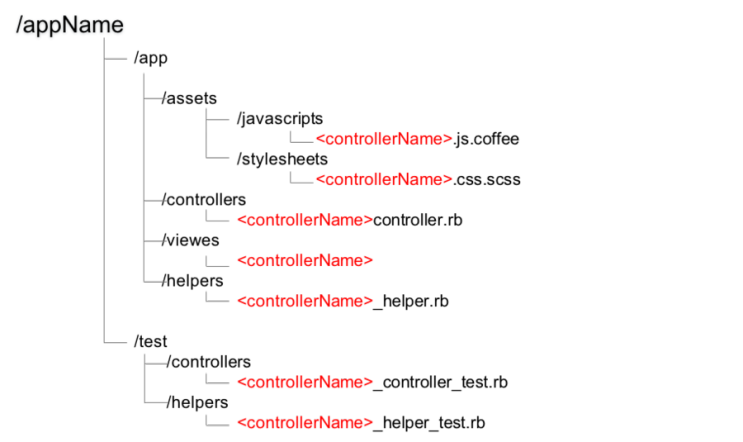 /appName
/app
/assets
/javascripts
<controllerName>.js.coffee
/stylesheets
<controllerName>.css.scss
/controllers
<controllerName>controller.rb
/viewes
<controllerName>
/helpers
<controllerName>_helper.rb
/test
/controllers
<controllerName>_controller_test.rb
/helpers
<controllerName>_helper_test.rb